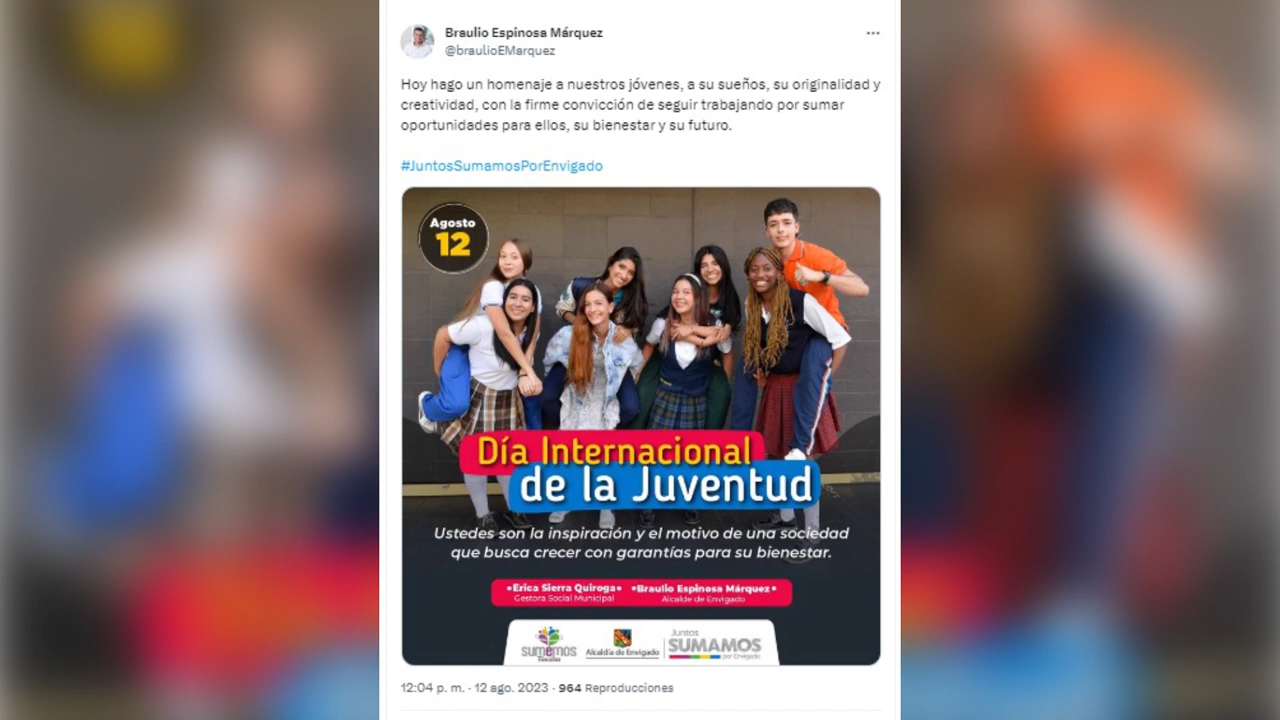 Braulio Espinosa Márquez
@braulioEMarquez
Hoy hago un homenaje a nuestros jóvenes, a su sueños, su originalidad y
creatividad, con la firme convicción de seguir trabajando por sumar
oportunidades para ellos, su bienestar y su futuro.
#JuntosSumamosPorEnvigado
Agosto
12
Día Internacional
de la Juventud
Ustedes son la inspiración y el motivo de una sociedad
que busca crecer con garantías para su bienestar.
•Erica Sierra Quiroga• •Braulio Espinosa Márquez•
Gestora Social Municipal Alcalde de Envigado
sumemos
Alcaldía de Envigado
Juntos
SUMAMOS
por Envigado
12:04 p. m. · 12 ago. 2023 · 964 Reproducciones